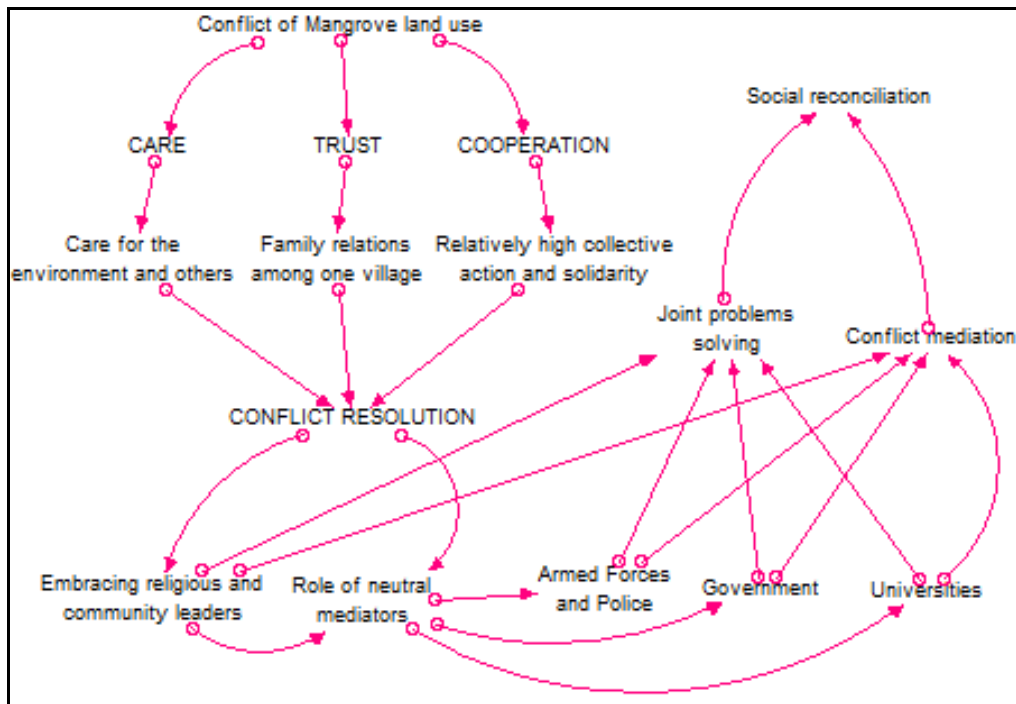 Conflict of Mangrove land use
Social reconciliation
CARE
TRUST
COOPERATION
Care for the
environment and others
Family relations
among one village
Relatively high collective
action and solidarity
Joint problems
solving
Conflict mediation
CONFLICT RESOLUTION
Embracing religious and
community leaders
Role of neutral
mediators
Armed Forces
and Police
Government
Universities